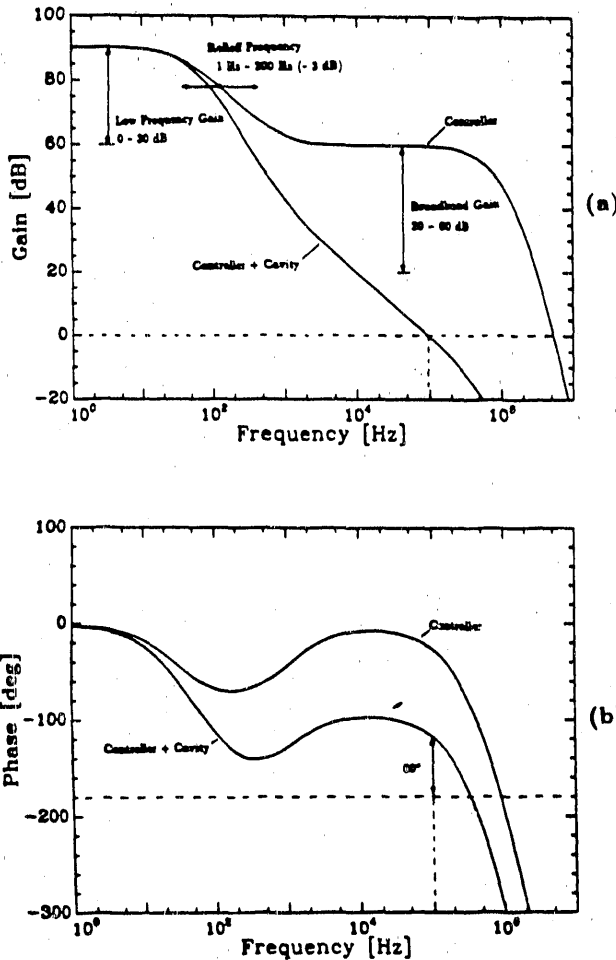 100
80
60
40
20
0
-20
Gain [dB]
Rolloff Frequency
1 Hz - 200 Hz (- 3 dB)
Low Frequency Gain
0 - 30 dB
Controller
Broadband Gain
20 - 60 dB
Controller + Cavity
(a)
10⁰ 10² 10⁴ 10⁶
Frequency [Hz]
100
0
-100
-200
-300
Phase [deg]
Controller
Controller + Cavity
60°
(b
10⁰ 10² 10⁴ 10⁶
Frequency [Hz]